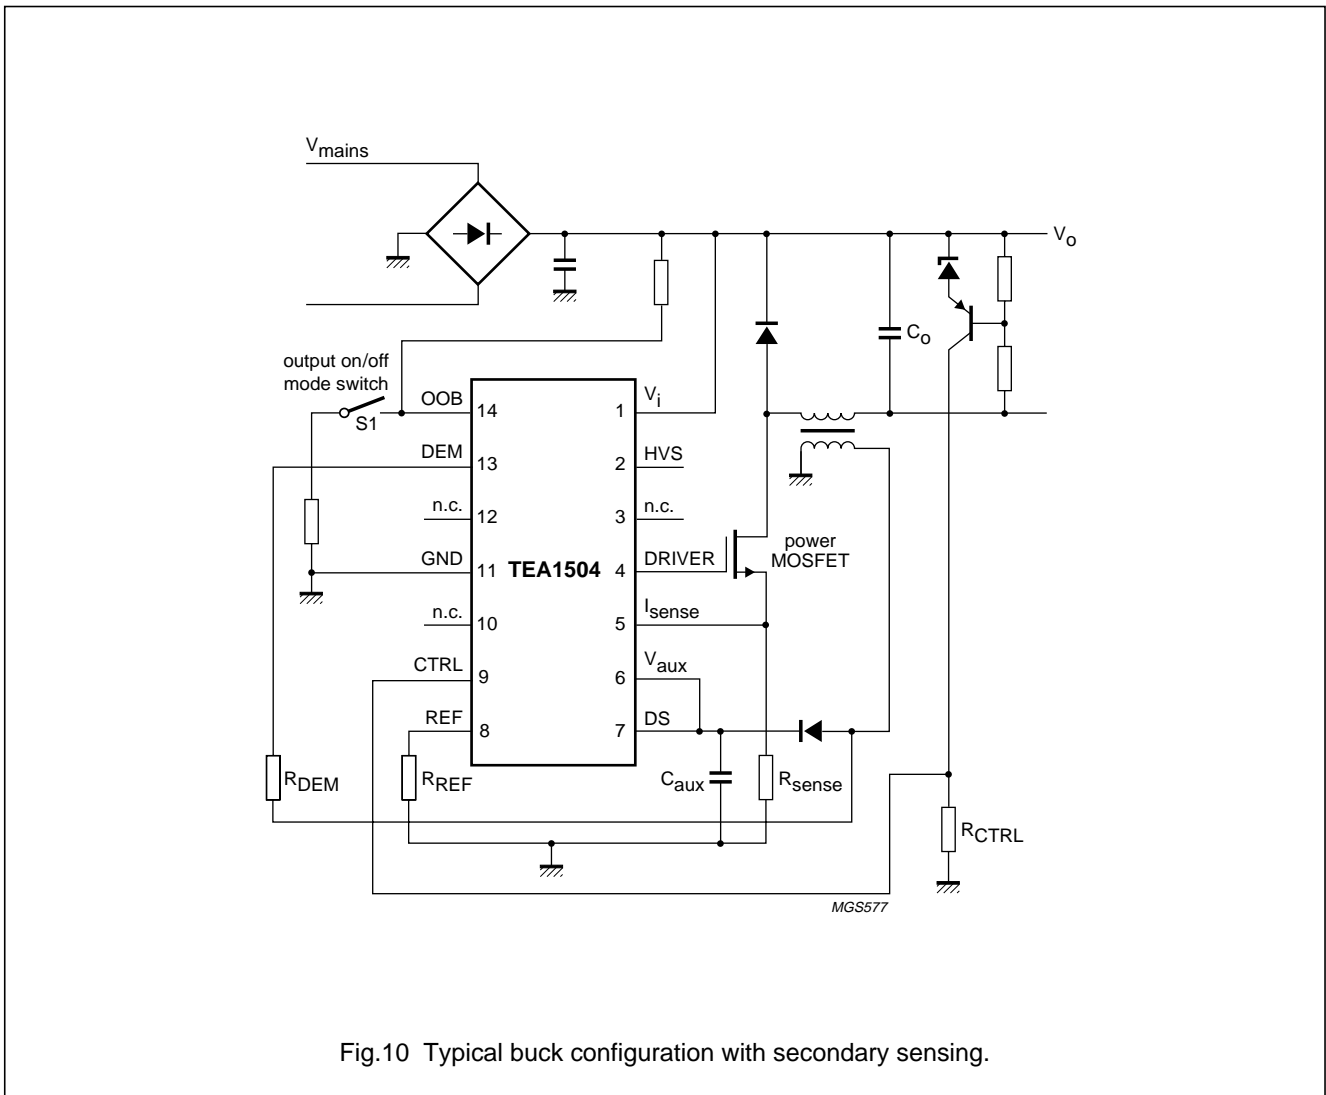 Vmains
Vo
output on/off
mode switch
S1
Co
OOB 14
1 Vi
DEM 13
2 HVS
n.c. 12
3 n.c.
GND 11
TEA1504
4 DRIVER
power
MOSFET
n.c. 10
5 Isense
CTRL 9
6 Vaux
REF 8
7 DS
RDEM
RREF
Caux
Rsense
RCTRL
MGS577
Fig.10 Typical buck configuration with secondary sensing.